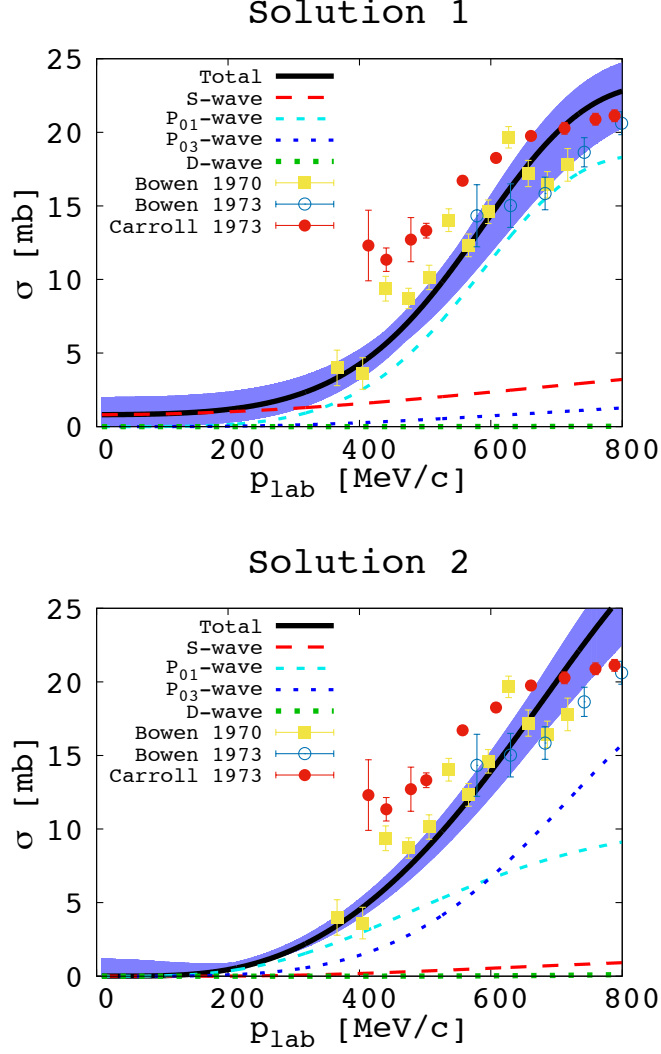 Solution 1
25
20
15
10
5
0
σ [mb]
Total
S-wave
P01-wave
P03-wave
D-wave
Bowen 1970
Bowen 1973
Carroll 1973
0 200 400 600 800
plab [MeV/c]
Solution 2
25
20
15
10
5
0
σ [mb]
Total
S-wave
P01-wave
P03-wave
D-wave
Bowen 1970
Bowen 1973
Carroll 1973
0 200 400 600 800
plab [MeV/c]